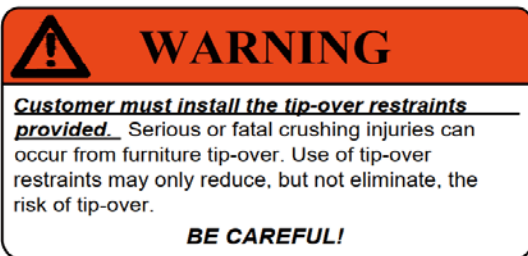 WARNING
Customer must install the tip-over restraints
provided. Serious or fatal crushing injuries can
occur from furniture tip-over. Use of tip-over
restraints may only reduce, but not eliminate, the
risk of tip-over.
BE CAREFUL!